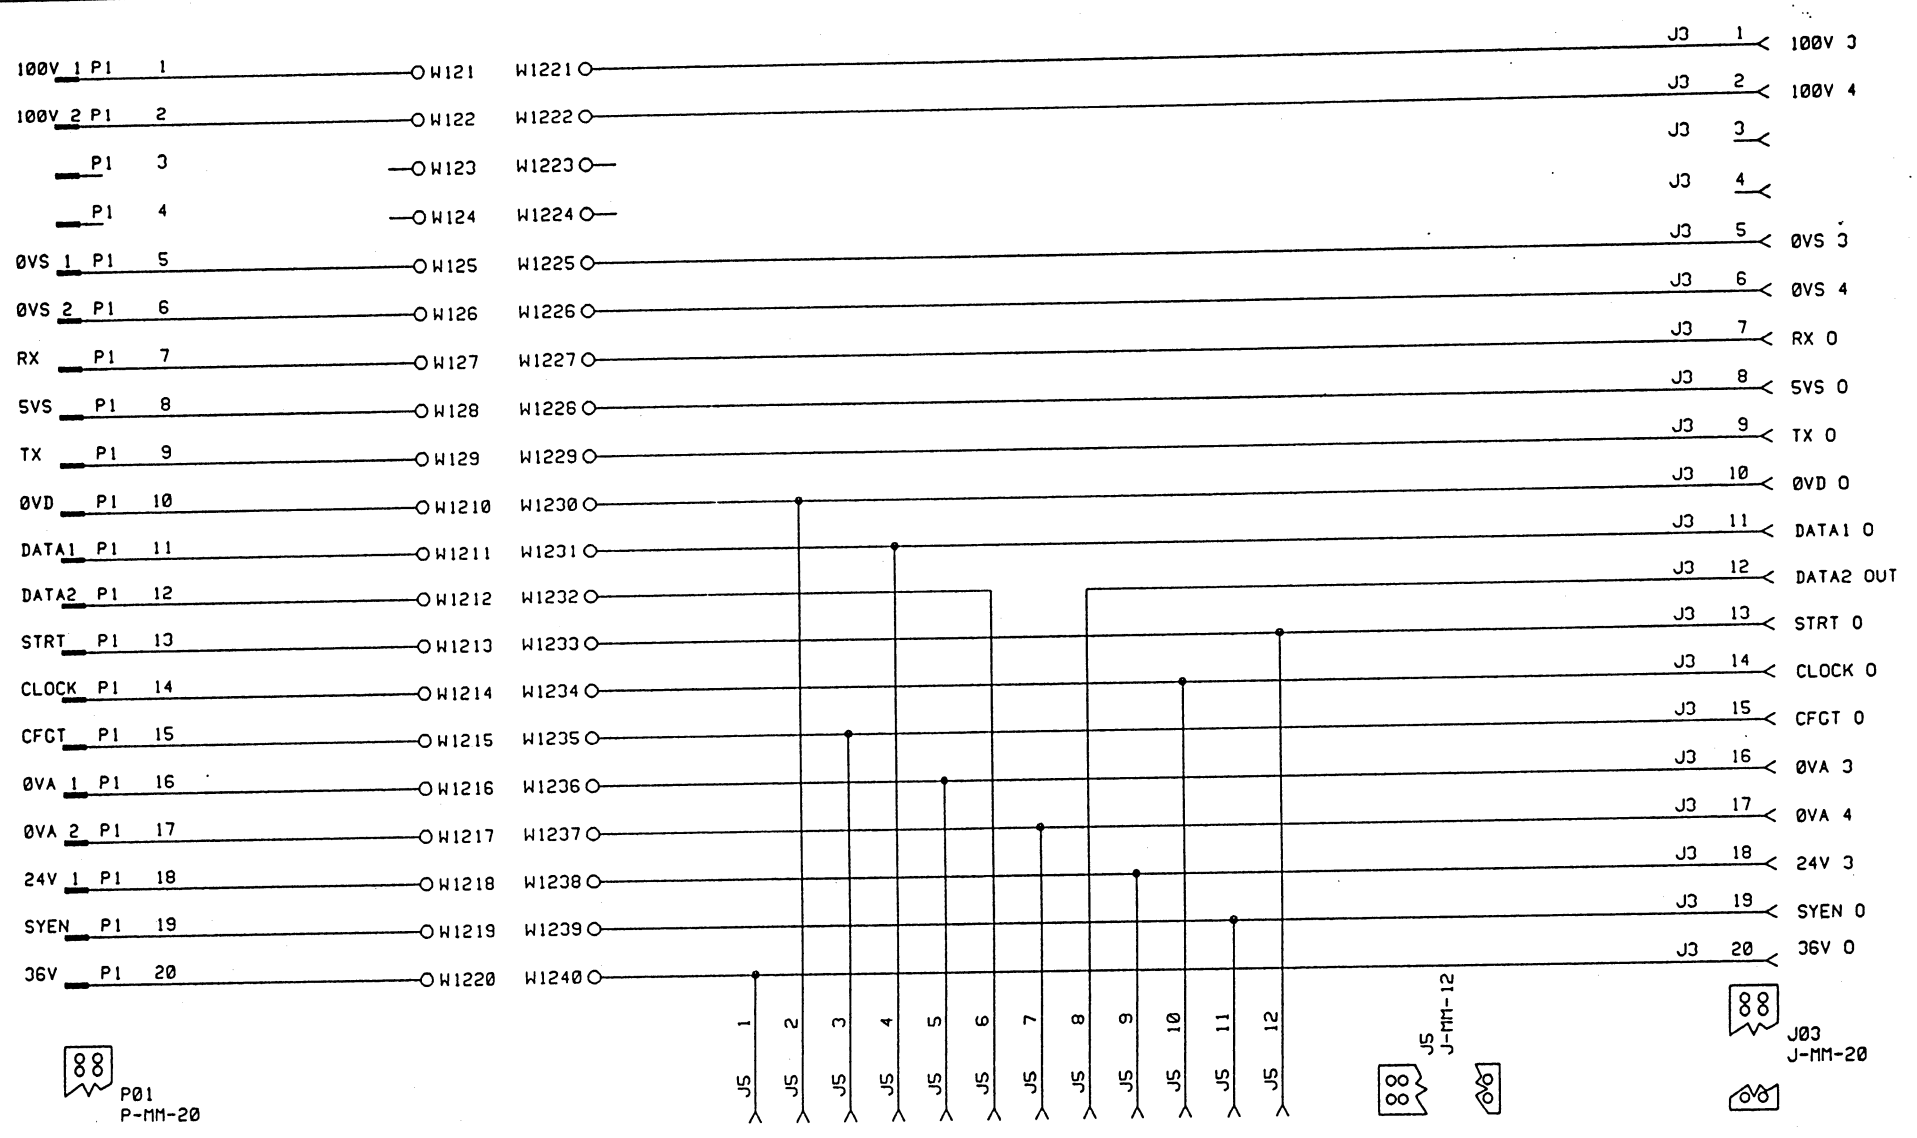 100V 1 P1 1 W121 W1221 J3 1 100V 3
100V 2 P1 2 W122 W1222 J3 2 100V 4
P1 3 W123 W1223 J3 3
P1 4 W124 W1224 J3 4
0VS 1 P1 5 W125 W1225 J3 5 0VS 3
0VS 2 P1 6 W126 W1226 J3 6 0VS 4
RX P1 7 W127 W1227 J3 7 RX O
5VS P1 8 W128 W1228 J3 8 5VS O
TX P1 9 W129 W1229 J3 9 TX O
0VD P1 10 W1210 W1230 J3 10 0VD O
DATA1 P1 11 W1211 W1231 J3 11 DATA1 O
DATA2 P1 12 W1212 W1232 J3 12 DATA2 OUT
STRT P1 13 W1213 W1233 J3 13 STRT O
CLOCK P1 14 W1214 W1234 J3 14 CLOCK O
CFGT P1 15 W1215 W1235 J3 15 CFGT O
0VA 1 P1 16 W1216 W1236 J3 16 0VA 3
0VA 2 P1 17 W1217 W1237 J3 17 0VA 4
24V 1 P1 18 W1218 W1238 J3 18 24V 3
SYEN P1 19 W1219 W1239 J3 19 SYEN O
36V P1 20 W1220 W1240 J3 20 36V O
J5 1
J5 2
J5 3
J5 4
J5 5
J5 6
J5 7
J5 8
J5 9
J5 10
J5 11
J5 12
J5
J-MM-12
J03
J-MM-20
P01
P-MM-20